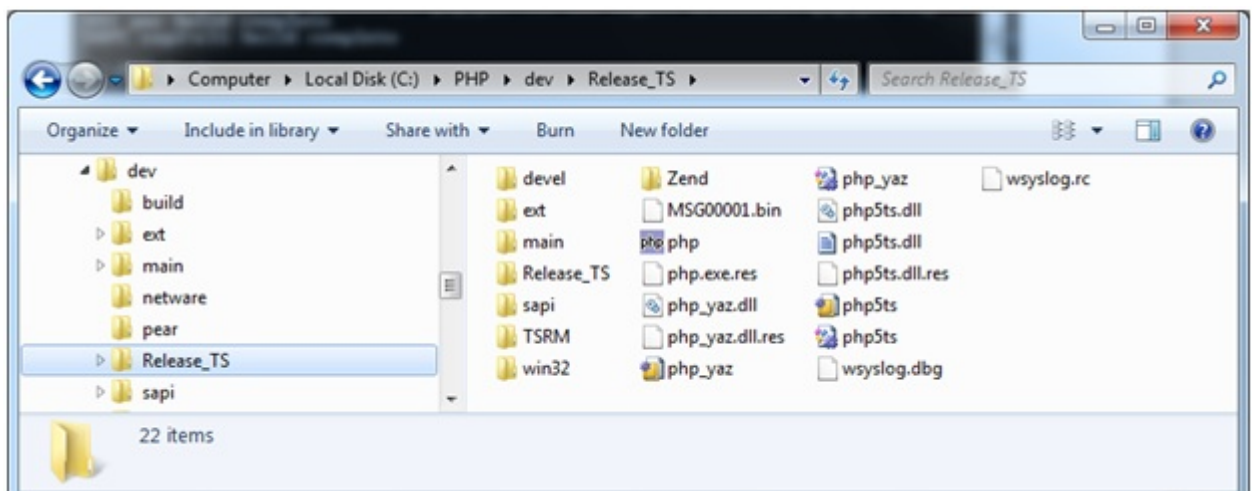 Computer Local Disk (C:) PHP dev Release_TS Search Release_TS
Organize Include in library Share with Burn New folder
dev
build
ext
main
netware
pear
Release_TS
sapi
devel
ext
main
Release_TS
sapi
TSRM
win32
Zend
MSG00001.bin
php php
php.exe.res
php_yaz.dll
php_yaz.dll.res
php_yaz
php_yaz
php5ts.dll
php5ts.dll
php5ts.dll.res
php5ts
php5ts
wsyslog.dbg
wsyslog.rc
22 items